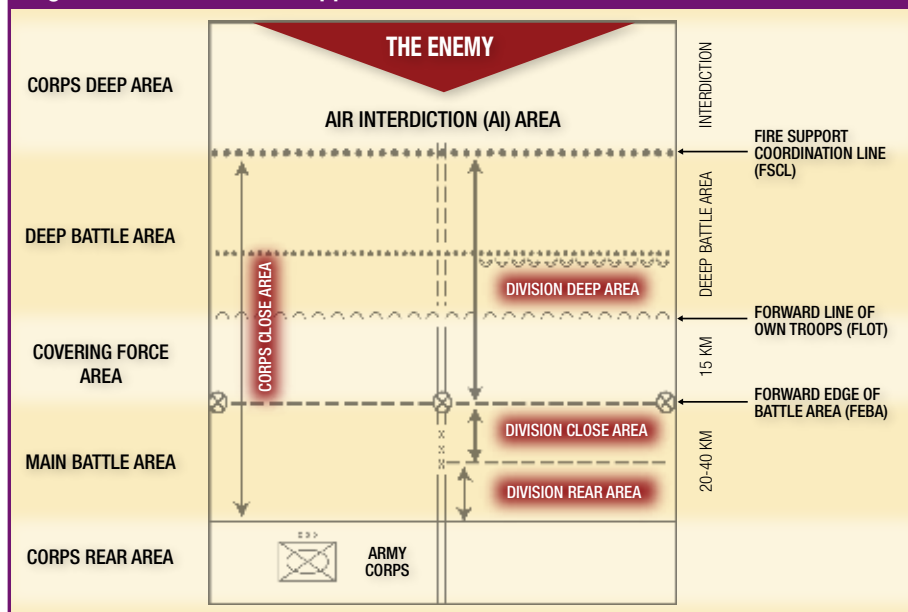 THE ENEMY
CORPS DEEP AREA
AIR INTERDICTION (AI) AREA
INTERDICTION
FIRE SUPPORT
COORDINATION LINE
(FSCL)
DEEP BATTLE AREA
DEEEP BATTLE AREA
CORPS CLOSE AREA
DIVISION DEEP AREA
FORWARD LINE OF
OWN TROOPS (FLOT)
COVERING FORCE
AREA
15 KM
FORWARD EDGE OF
BATTLE AREA (FEBA)
DIVISION CLOSE AREA
MAIN BATTLE AREA
20-40 KM
DIVISION REAR AREA
CORPS REAR AREA
ARMY
CORPS